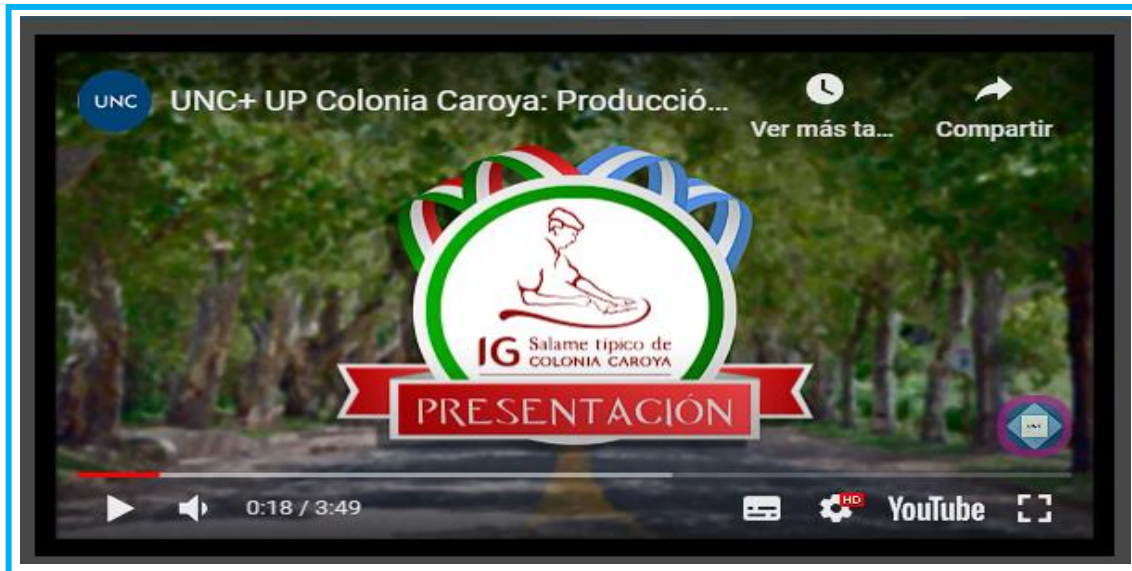 UNC
UNC+ UP Colonia Caroya: Producció...
Ver más ta...
Compartir
IG Salame típico de
COLONIA CAROYA
PRESENTACIÓN
UNC
0:18 / 3:49
HD
YouTube